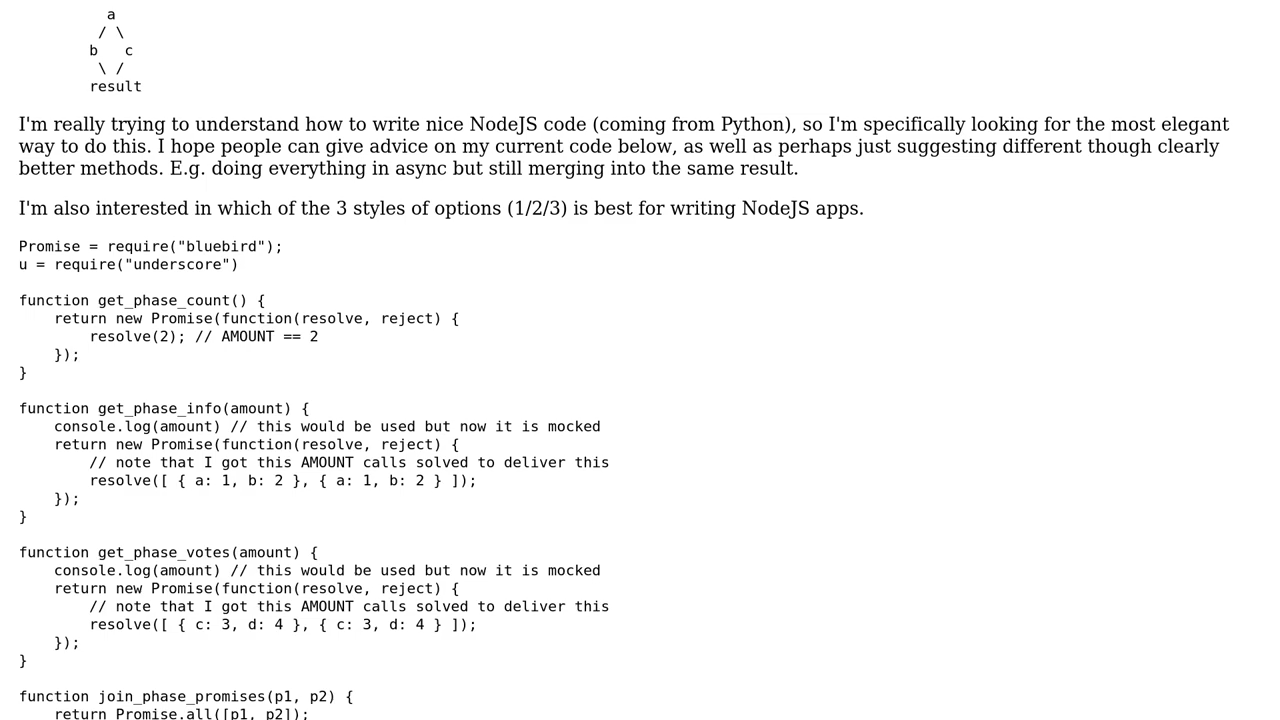 a
         / \
        b   c
         \ /
        result
I'm really trying to understand how to write nice NodeJS code (coming from Python), so I'm specifically looking for the most elegant
way to do this. I hope people can give advice on my current code below, as well as perhaps just suggesting different though clearly
better methods. E.g. doing everything in async but still merging into the same result.
I'm also interested in which of the 3 styles of options (1/2/3) is best for writing NodeJS apps.
Promise = require("bluebird");
u = require("underscore")
function get_phase_count() {
    return new Promise(function(resolve, reject) {
        resolve(2); // AMOUNT == 2
    });
}
function get_phase_info(amount) {
    console.log(amount) // this would be used but now it is mocked
    return new Promise(function(resolve, reject) {
        // note that I got this AMOUNT calls solved to deliver this
        resolve([ { a: 1, b: 2 }, { a: 1, b: 2 } ]);
    });
}
function get_phase_votes(amount) {
    console.log(amount) // this would be used but now it is mocked
    return new Promise(function(resolve, reject) {
        // note that I got this AMOUNT calls solved to deliver this
        resolve([ { c: 3, d: 4 }, { c: 3, d: 4 } ]);
    });
}
function join_phase_promises(p1, p2) {
    return Promise.all([p1, p2]);